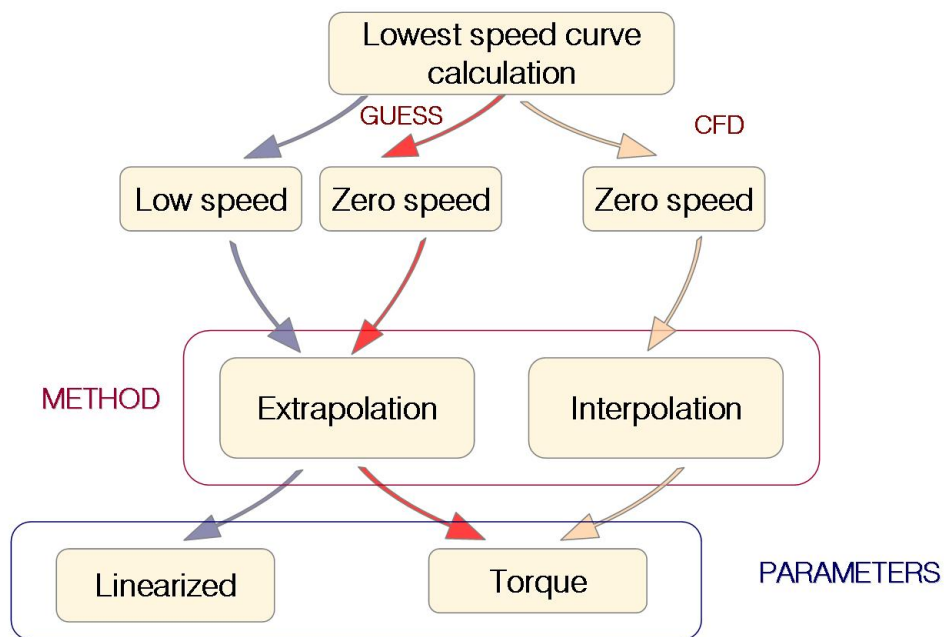 Lowest speed curve
calculation
GUESS
CFD
Low speed
Zero speed
Zero speed
METHOD
Extrapolation
Interpolation
Linearized
Torque
PARAMETERS